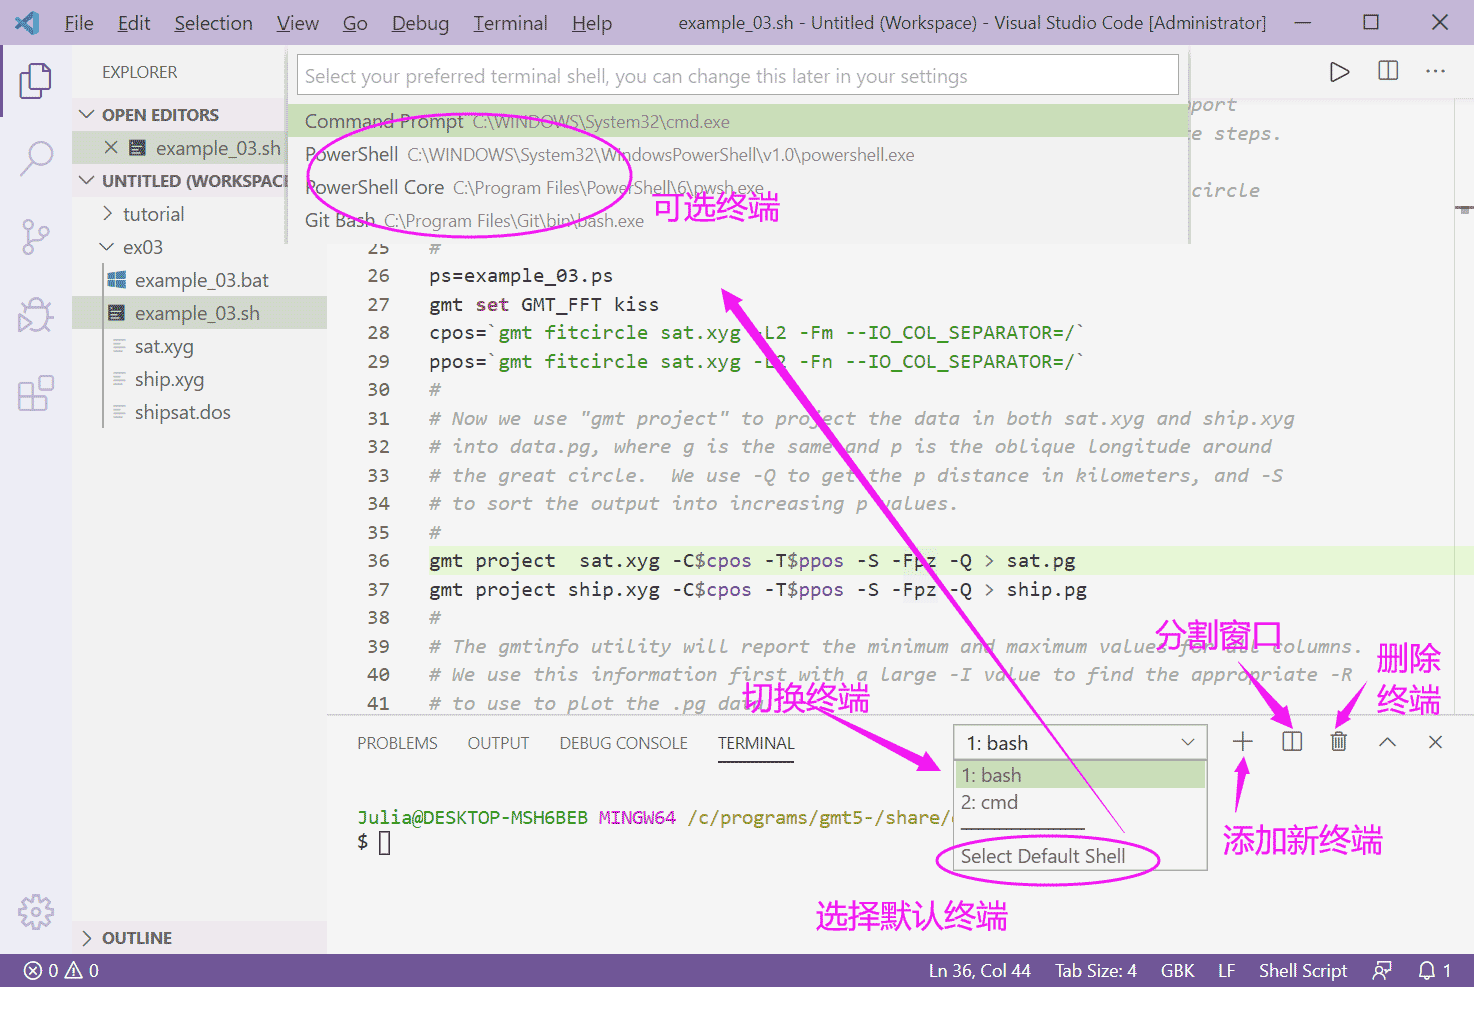 File Edit Selection View Go Debug Terminal Help example_03.sh - Untitled (Workspace) - Visual Studio Code [Administrator]
EXPLORER
OPEN EDITORS
example_03.sh
UNTITLED (WORKSPACE
tutorial
ex03
example_03.bat
example_03.sh
sat.xyg
ship.xyg
shipsat.dos
OUTLINE
Select your preferred terminal shell, you can change this later in your settings
Command Prompt C:\WINDOWS\System32\cmd.exe
PowerShell C:\WINDOWS\System32\WindowsPowerShell\v1.0\powershell.exe
PowerShell Core C:\Program Files\PowerShell\6\pwsh.exe
Git Bash C:\Program Files\Git\bin\bash.exe
可选终端
port
e steps.
circle
25 #
26 ps=example_03.ps
27 gmt set GMT_FFT kiss
28 cpos=`gmt fitcircle sat.xyg -L2 -Fm --IO_COL_SEPARATOR=/`
29 ppos=`gmt fitcircle sat.xyg -L2 -Fn --IO_COL_SEPARATOR=/`
30 #
31 # Now we use "gmt project" to project the data in both sat.xyg and ship.xyg
32 # into data.pg, where g is the same and p is the oblique longitude around
33 # the great circle. We use -Q to get the p distance in kilometers, and -S
34 # to sort the output into increasing p values.
35 #
36 gmt project sat.xyg -C$cpos -T$ppos -S -Fpz -Q > sat.pg
37 gmt project ship.xyg -C$cpos -T$ppos -S -Fpz -Q > ship.pg
38 #
39 # The gmtinfo utility will report the minimum and maximum values for all columns.
40 # We use this information first with a large -I value to find the appropriate -R
41 # to use to plot the .pg data.
分割窗口
删除
终端
切换终端
PROBLEMS OUTPUT DEBUG CONSOLE TERMINAL
1: bash
1: bash
2: cmd
Select Default Shell
Julia@DESKTOP-MSH6BEB MINGW64 /c/programs/gmt5-/share/
$
添加新终端
选择默认终端
0 0 Ln 36, Col 44 Tab Size: 4 GBK LF Shell Script 1